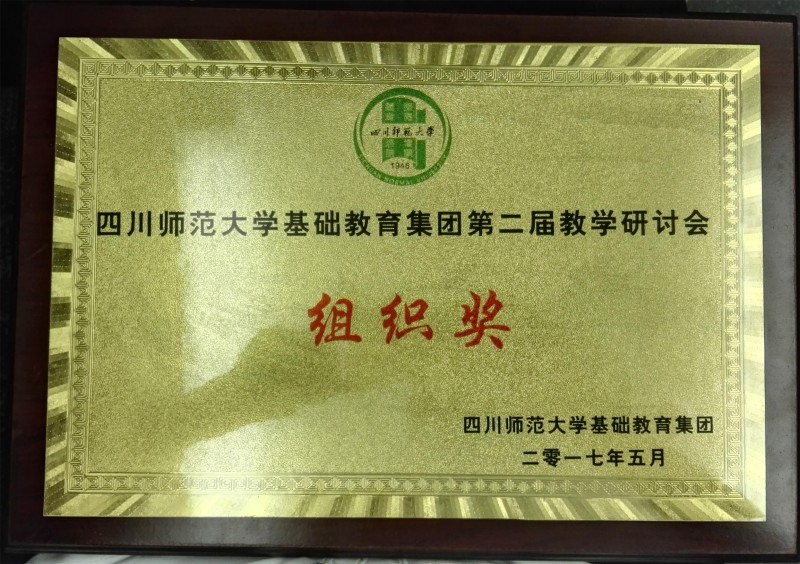 四川师范大学
1946
四川师范大学基础教育集团第二届教学研讨会
组织奖
四川师范大学基础教育集团
二零一七年五月